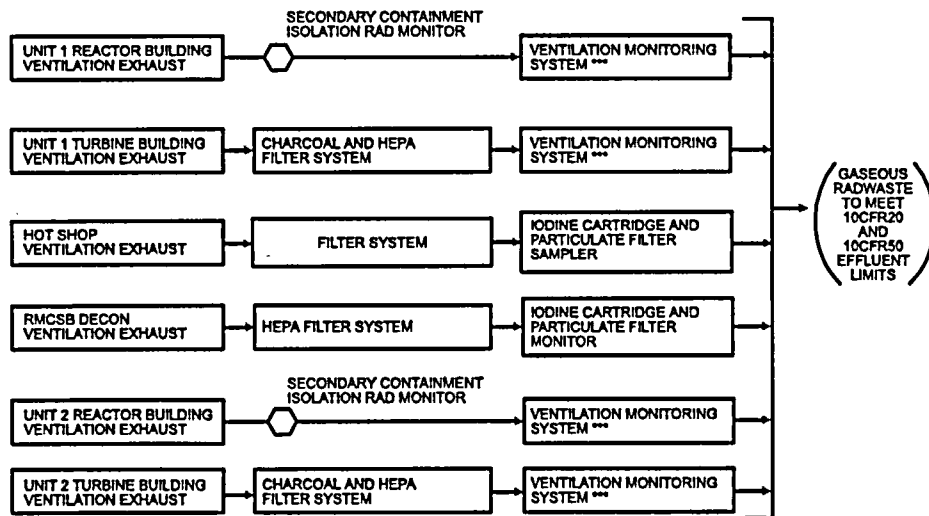 SECONDARY CONTAINMENT
ISOLATION RAD MONITOR
UNIT 1 REACTOR BUILDING
VENTILATION EXHAUST
VENTILATION MONITORING
SYSTEM ***
UNIT 1 TURBINE BUILDING
VENTILATION EXHAUST
CHARCOAL AND HEPA
FILTER SYSTEM
VENTILATION MONITORING
SYSTEM ***
HOT SHOP
VENTILATION EXHAUST
FILTER SYSTEM
IODINE CARTRIDGE AND
PARTICULATE FILTER
SAMPLER
RMCSB DECON
VENTILATION EXHAUST
HEPA FILTER SYSTEM
IODINE CARTRIDGE AND
PARTICULATE FILTER
MONITOR
SECONDARY CONTAINMENT
ISOLATION RAD MONITOR
UNIT 2 REACTOR BUILDING
VENTILATION EXHAUST
VENTILATION MONITORING
SYSTEM ***
UNIT 2 TURBINE BUILDING
VENTILATION EXHAUST
CHARCOAL AND HEPA
FILTER SYSTEM
VENTILATION MONITORING
SYSTEM ***
GASEOUS
RADWASTE
TO MEET
10CFR20
AND
10CFR50
EFFLUENT
LIMITS